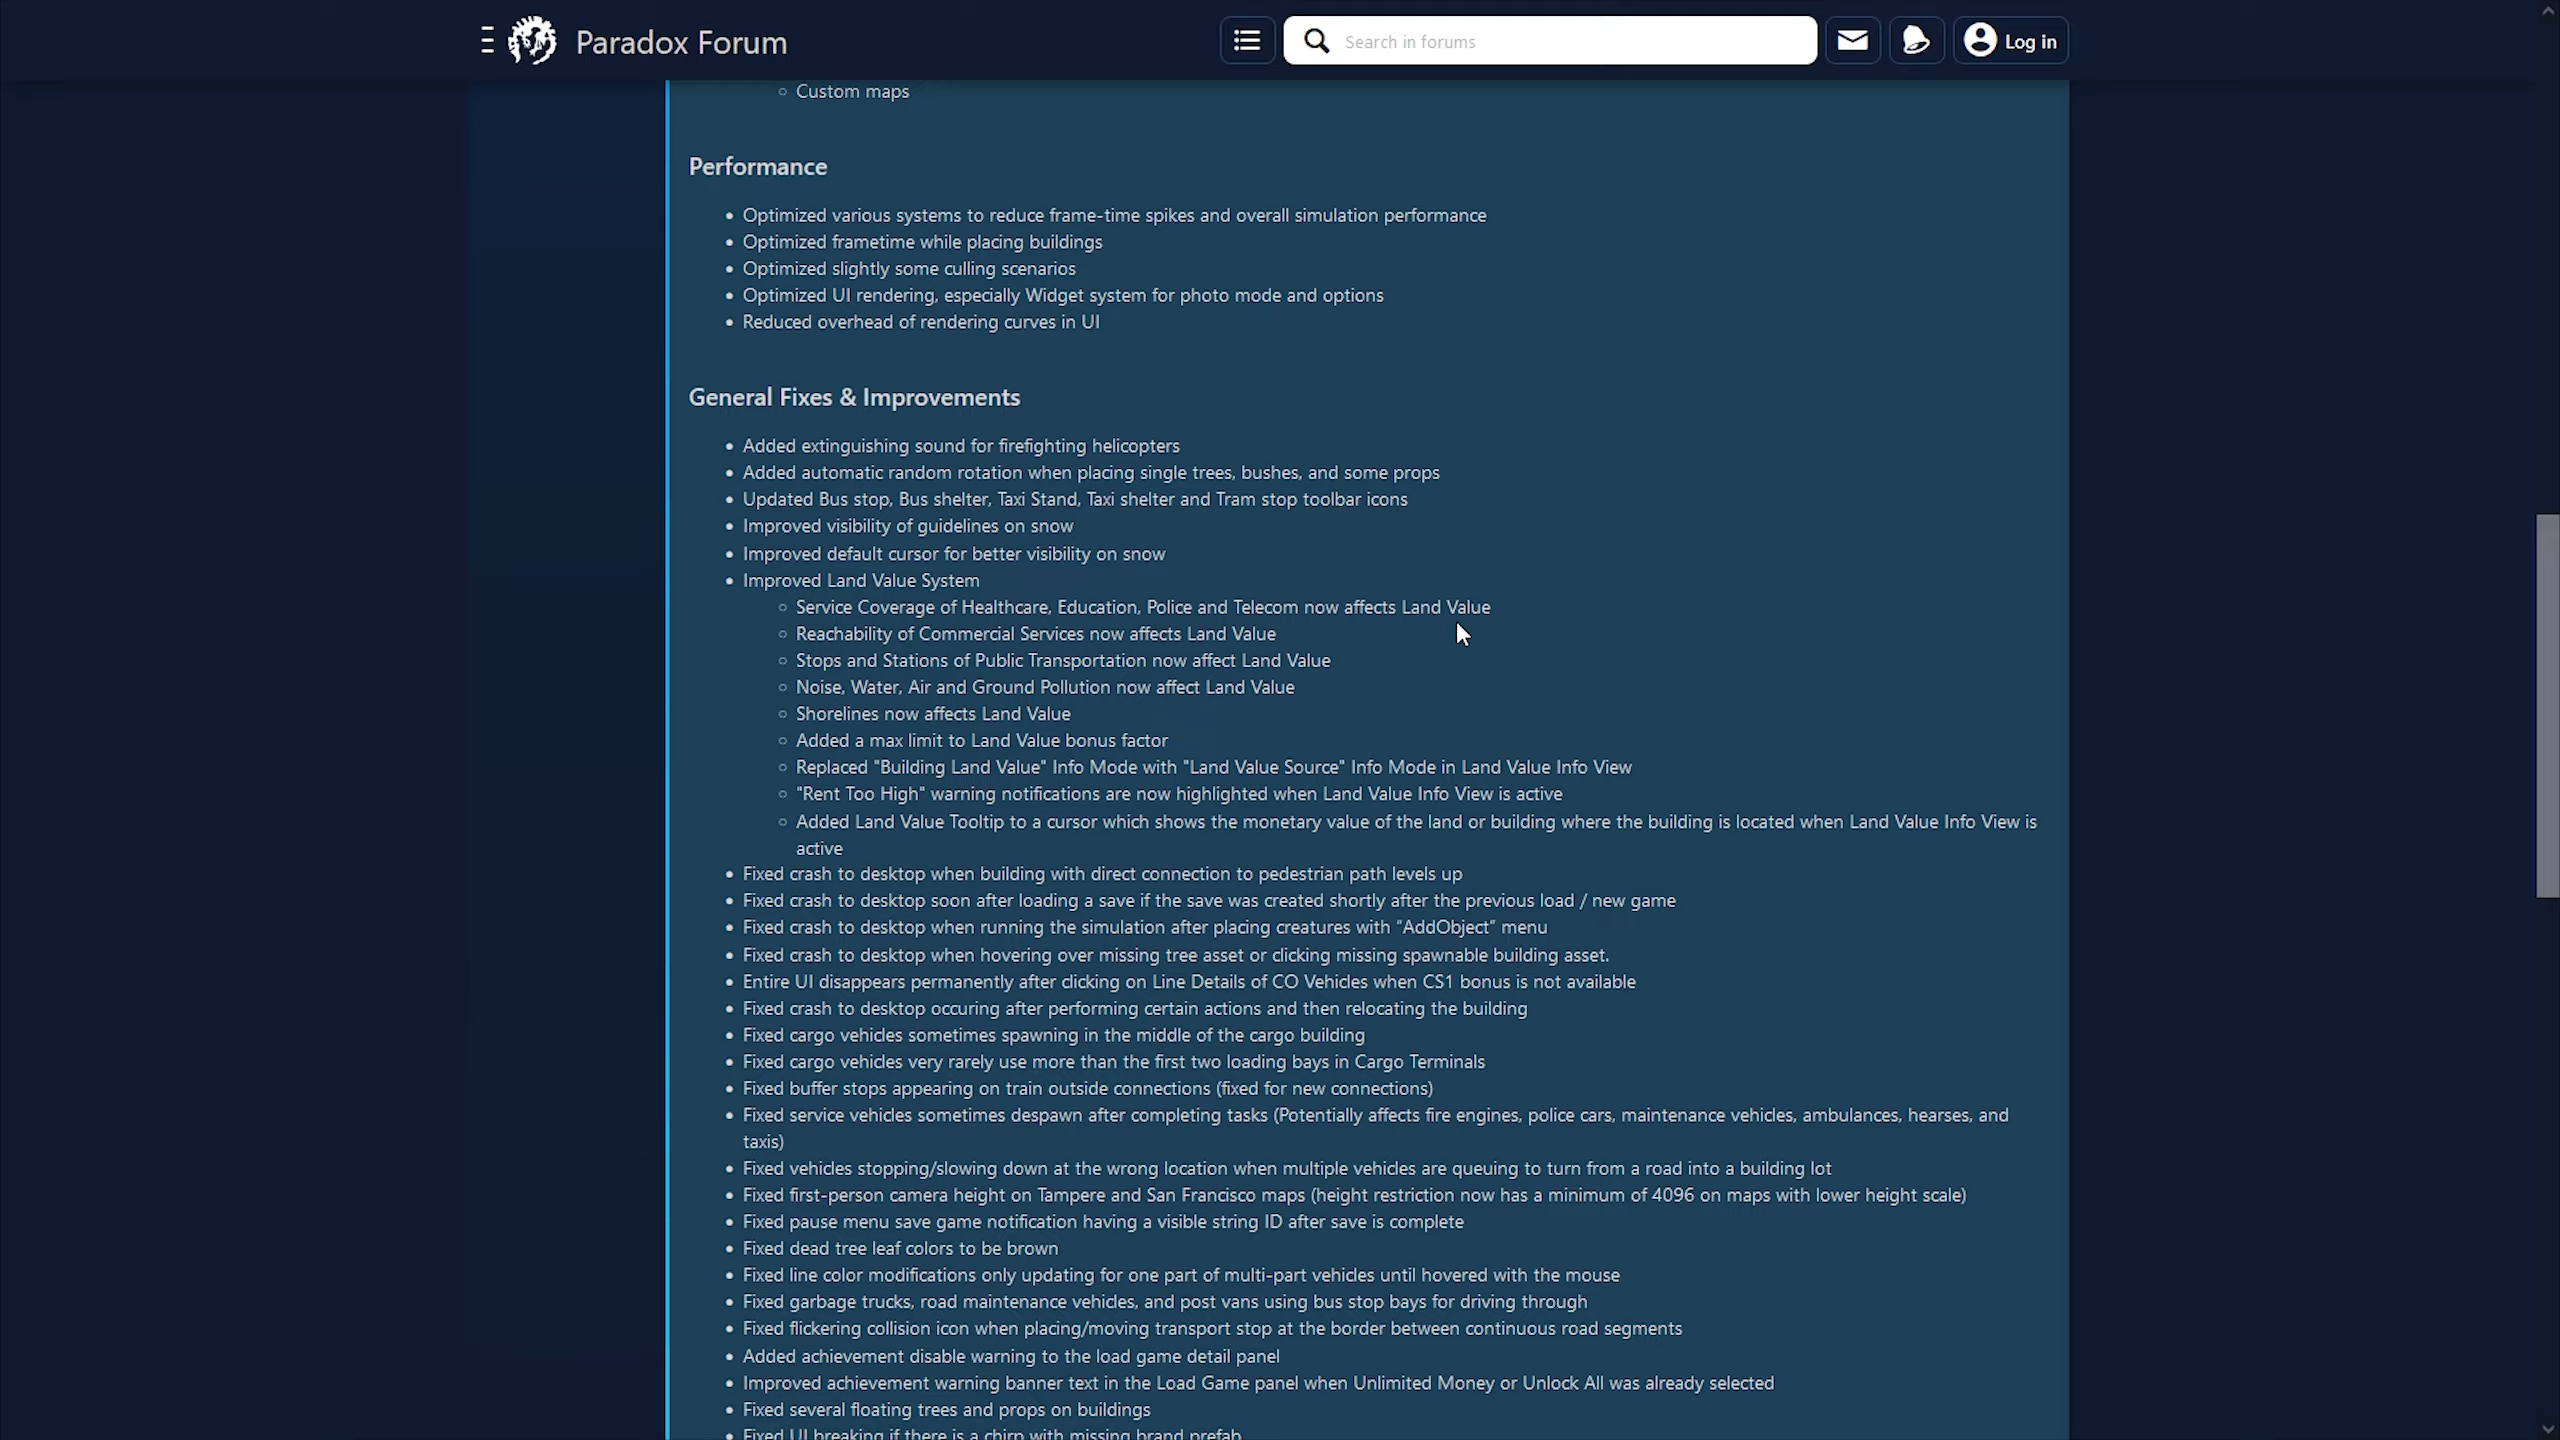 Paradox Forum
Search in forums
Log in
Custom maps
Performance
Optimized various systems to reduce frame-time spikes and overall simulation performance
Optimized frametime while placing buildings
Optimized slightly some culling scenarios
Optimized UI rendering, especially Widget system for photo mode and options
Reduced overhead of rendering curves in UI
General Fixes & Improvements
Added extinguishing sound for firefighting helicopters
Added automatic random rotation when placing single trees, bushes, and some props
Updated Bus stop, Bus shelter, Taxi Stand, Taxi shelter and Tram stop toolbar icons
Improved visibility of guidelines on snow
Improved default cursor for better visibility on snow
Improved Land Value System
Service Coverage of Healthcare, Education, Police and Telecom now affects Land Value
Reachability of Commercial Services now affects Land Value
Stops and Stations of Public Transportation now affect Land Value
Noise, Water, Air and Ground Pollution now affect Land Value
Shorelines now affects Land Value
Added a max limit to Land Value bonus factor
Replaced "Building Land Value" Info Mode with "Land Value Source" Info Mode in Land Value Info View
"Rent Too High" warning notifications are now highlighted when Land Value Info View is active
Added Land Value Tooltip to a cursor which shows the monetary value of the land or building where the building is located when Land Value Info View is
active
Fixed crash to desktop when building with direct connection to pedestrian path levels up
Fixed crash to desktop soon after loading a save if the save was created shortly after the previous load / new game
Fixed crash to desktop when running the simulation after placing creatures with “AddObject” menu
Fixed crash to desktop when hovering over missing tree asset or clicking missing spawnable building asset.
Entire UI disappears permanently after clicking on Line Details of CO Vehicles when CS1 bonus is not available
Fixed crash to desktop occuring after performing certain actions and then relocating the building
Fixed cargo vehicles sometimes spawning in the middle of the cargo building
Fixed cargo vehicles very rarely use more than the first two loading bays in Cargo Terminals
Fixed buffer stops appearing on train outside connections (fixed for new connections)
Fixed service vehicles sometimes despawn after completing tasks (Potentially affects fire engines, police cars, maintenance vehicles, ambulances, hearses, and
taxis)
Fixed vehicles stopping/slowing down at the wrong location when multiple vehicles are queuing to turn from a road into a building lot
Fixed first-person camera height on Tampere and San Francisco maps (height restriction now has a minimum of 4096 on maps with lower height scale)
Fixed pause menu save game notification having a visible string ID after save is complete
Fixed dead tree leaf colors to be brown
Fixed line color modifications only updating for one part of multi-part vehicles until hovered with the mouse
Fixed garbage trucks, road maintenance vehicles, and post vans using bus stop bays for driving through
Fixed flickering collision icon when placing/moving transport stop at the border between continuous road segments
Added achievement disable warning to the load game detail panel
Improved achievement warning banner text in the Load Game panel when Unlimited Money or Unlock All was already selected
Fixed several floating trees and props on buildings
Fixed UI breaking if there is a chirp with missing brand prefab